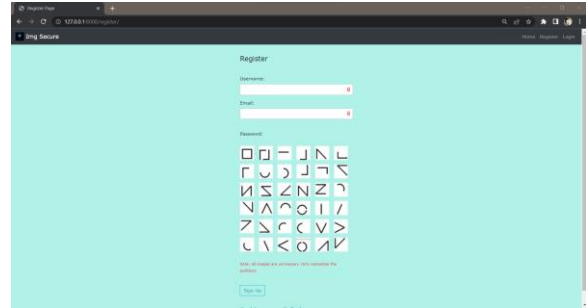 Register Page
127.0.0.1:8000/register/
Img Secure
Home Register Login
Register
Username:
Email:
Password:
Sign Up